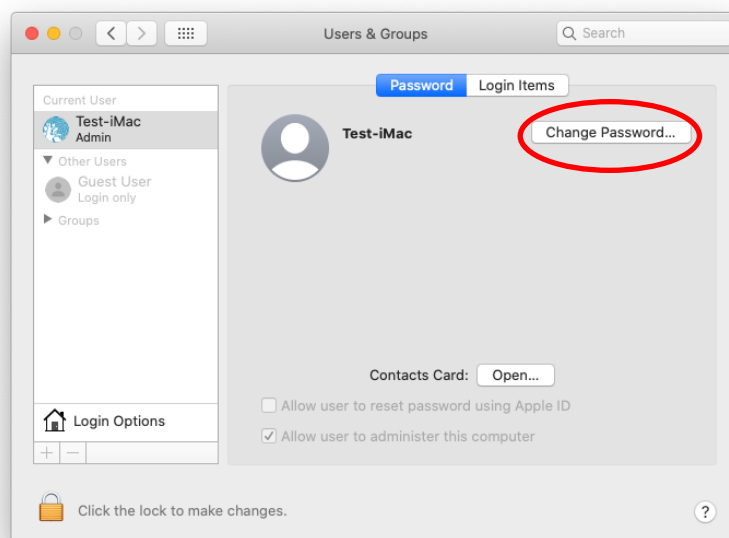 Users & Groups
Search
Password
Login Items
Current User
Test-iMac
Admin
Other Users
Guest User
Login only
Groups
Login Options
Test-iMac
Change Password...
Contacts Card:
Open...
Allow user to reset password using Apple ID
Allow user to administer this computer
Click the lock to make changes.
?